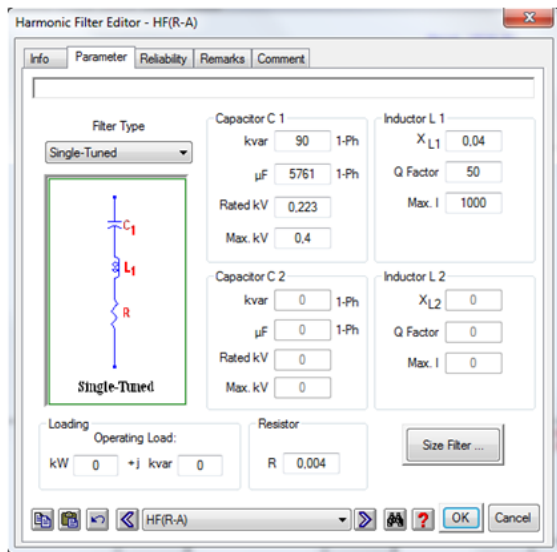 Harmonic Filter Editor - HF(R-A)
Info Parameter Reliability Remarks Comment
Filter Type
Single-Tuned
C1
L1
R
Single-Tuned
Capacitor C 1
kvar 90 1-Ph
µF 5761 1-Ph
Rated kV 0,223
Max. kV 0,4
Inductor L 1
XL1 0,04
Q Factor 50
Max. I 1000
Capacitor C 2
kvar 0 1-Ph
µF 0 1-Ph
Rated kV 0
Max. kV 0
Inductor L 2
XL2 0
Q Factor 0
Max. I 0
Loading
Operating Load:
kW 0 +j kvar 0
Resistor
R 0,004
Size Filter ...
HF(R-A)
? OK Cancel